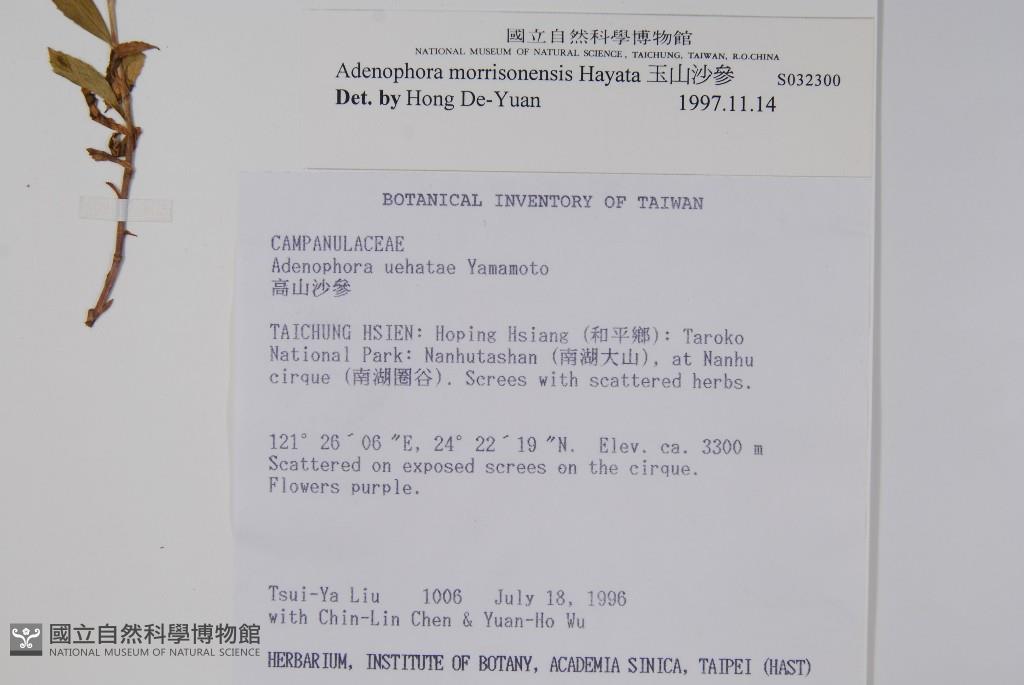 國立自然科學博物館
NATIONAL MUSEUM OF NATURAL SCIENCE, TAICHUNG, TAIWAN, R.O.CHINA
Adenophora morrisonensis Hayata 玉山沙參 S032300
Det. by Hong De-Yuan 1997.11.14
BOTANICAL INVENTORY OF TAIWAN
CAMPANULACEAE
Adenophora uehatae Yamamoto
高山沙參
TAICHUNG HSIEN: Hoping Hsiang (和平鄉): Taroko
National Park: Nanhutashan (南湖大山), at Nanhu
cirque (南湖圈谷). Screes with scattered herbs.
121° 26´06 ″E, 24° 22´19 ″N. Elev. ca. 3300 m
Scattered on exposed screes on the cirque.
Flowers purple.
Tsui-Ya Liu 1006 July 18, 1996
with Chin-Lin Chen & Yuan-Ho Wu
HERBARIUM, INSTITUTE OF BOTANY, ACADEMIA SINICA, TAIPEI (HAST)
國立自然科學博物館
NATIONAL MUSEUM OF NATURAL SCIENCE